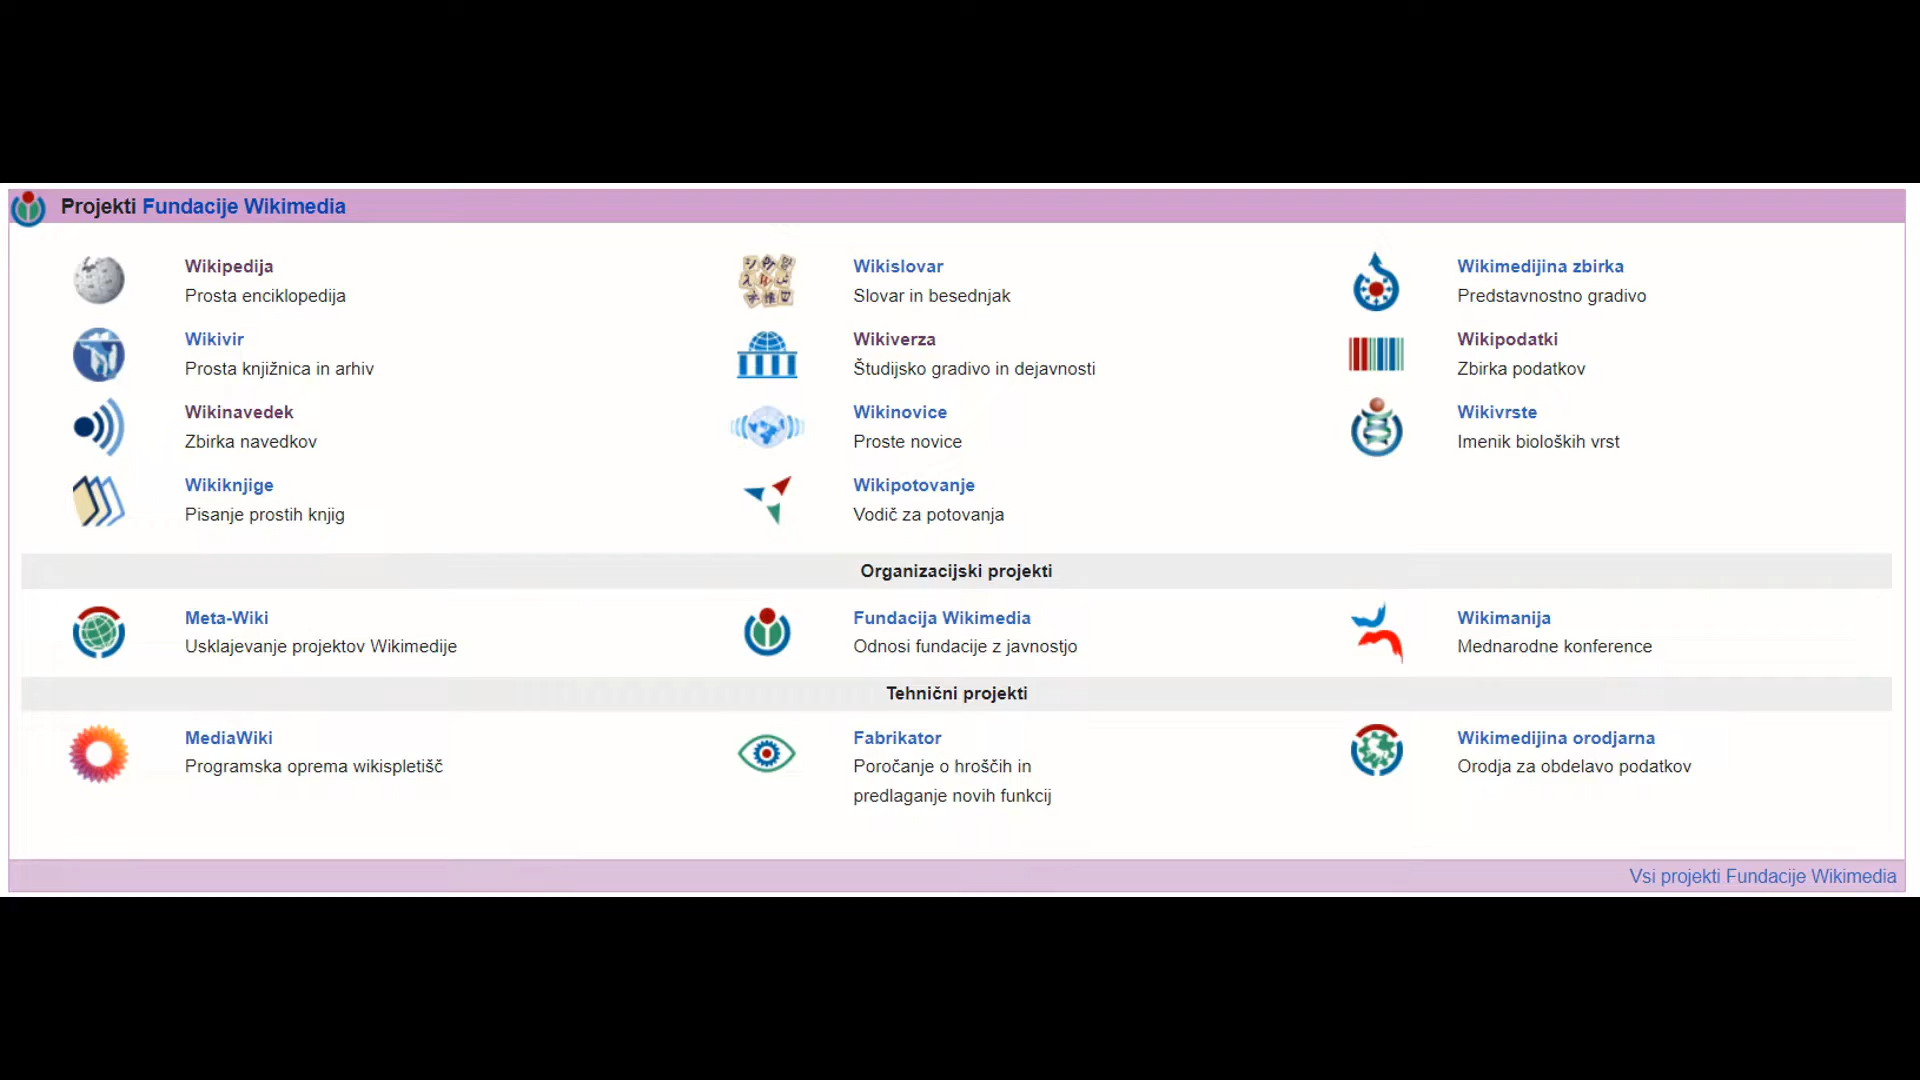 Projekti Fundacije Wikimedia
Wikipedija
Prosta enciklopedija
Wikislovar
Slovar in besednjak
Wikimedijina zbirka
Predstavnostno gradivo
Wikivir
Prosta knjižnica in arhiv
Wikiverza
Študijsko gradivo in dejavnosti
Wikipodatki
Zbirka podatkov
Wikinavedek
Zbirka navedkov
Wikinovice
Proste novice
Wikivrste
Imenik bioloških vrst
Wikiknjige
Pisanje prostih knjig
Wikipotovanje
Vodič za potovanja
Organizacijski projekti
Meta-Wiki
Usklajevanje projektov Wikimedije
Fundacija Wikimedia
Odnosi fundacije z javnostjo
Wikimanija
Mednarodne konference
Tehnični projekti
MediaWiki
Programska oprema wikispletišč
Fabrikator
Poročanje o hroščih in
predlaganje novih funkcij
Wikimedijina orodjarna
Orodja za obdelavo podatkov
Vsi projekti Fundacije Wikimedia